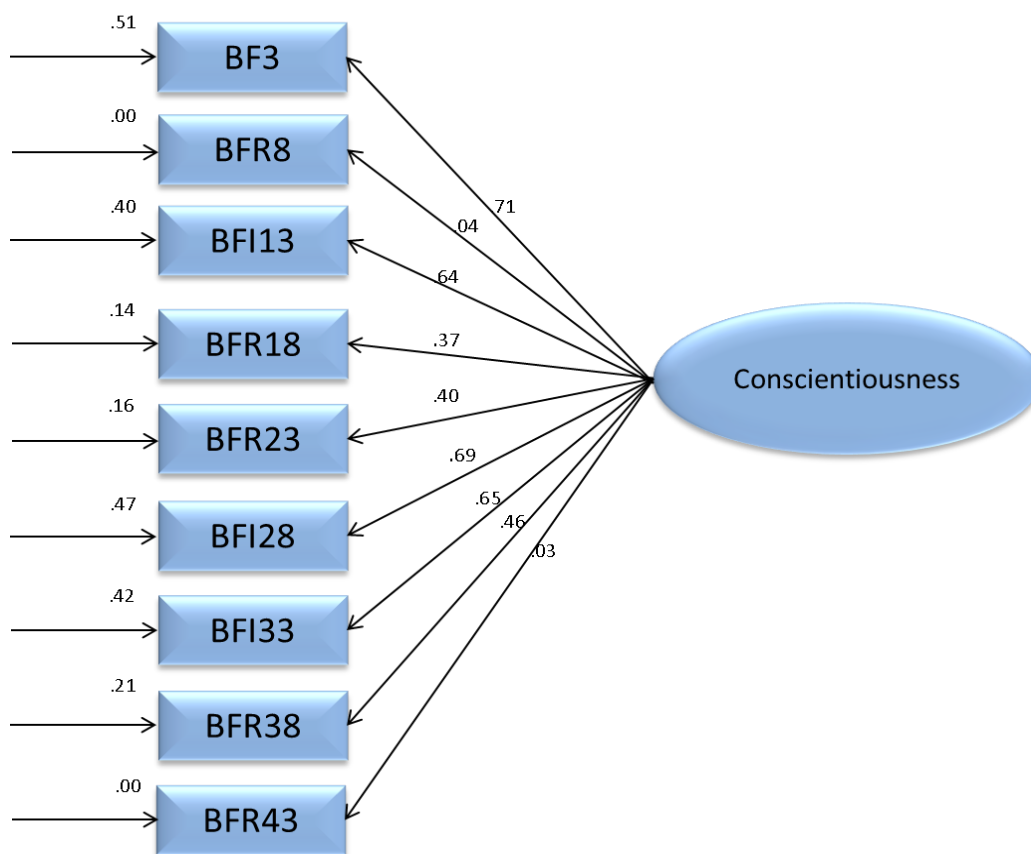 .51
BF3
.00
BFR8
.71
.40
.04
BFI13
.64
.14
BFR18
.37
Conscientiousness
.16
.40
BFR23
.69
.47
BFI28
.65
.46
.03
.42
BFI33
.21
BFR38
.00
BFR43